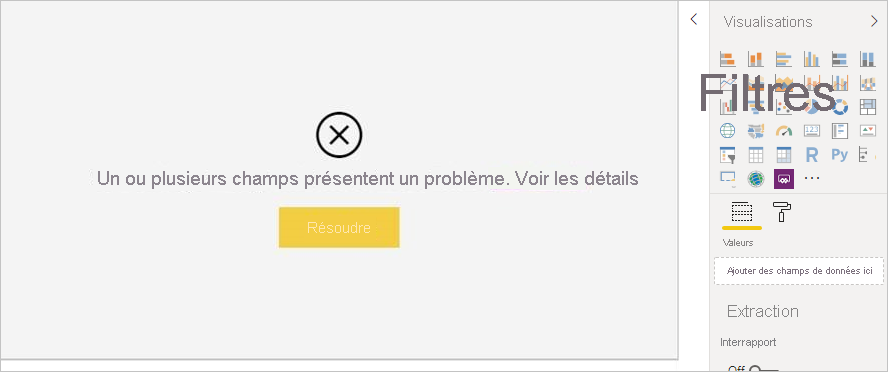 Un ou plusieurs champs présentent un problème. Voir les détails
Résoudre
Visualisations
Filtres
123
R Py
Valeurs
Ajouter des champs de données ici
Extraction
Interrapport
Off